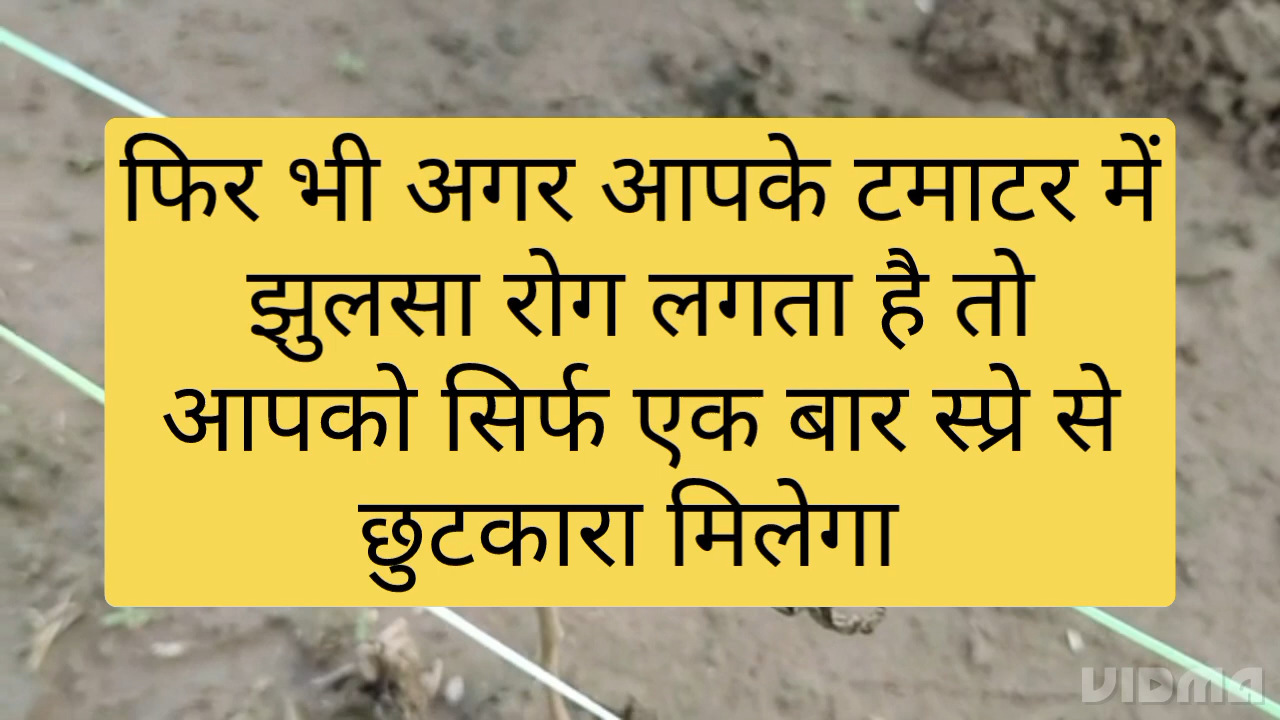 फिर भी अगर आपके टमाटर में
झुलसा रोग लगता है तो
आपको सिर्फ एक बार स्प्रे से
छुटकारा मिलेगा
VIDMA